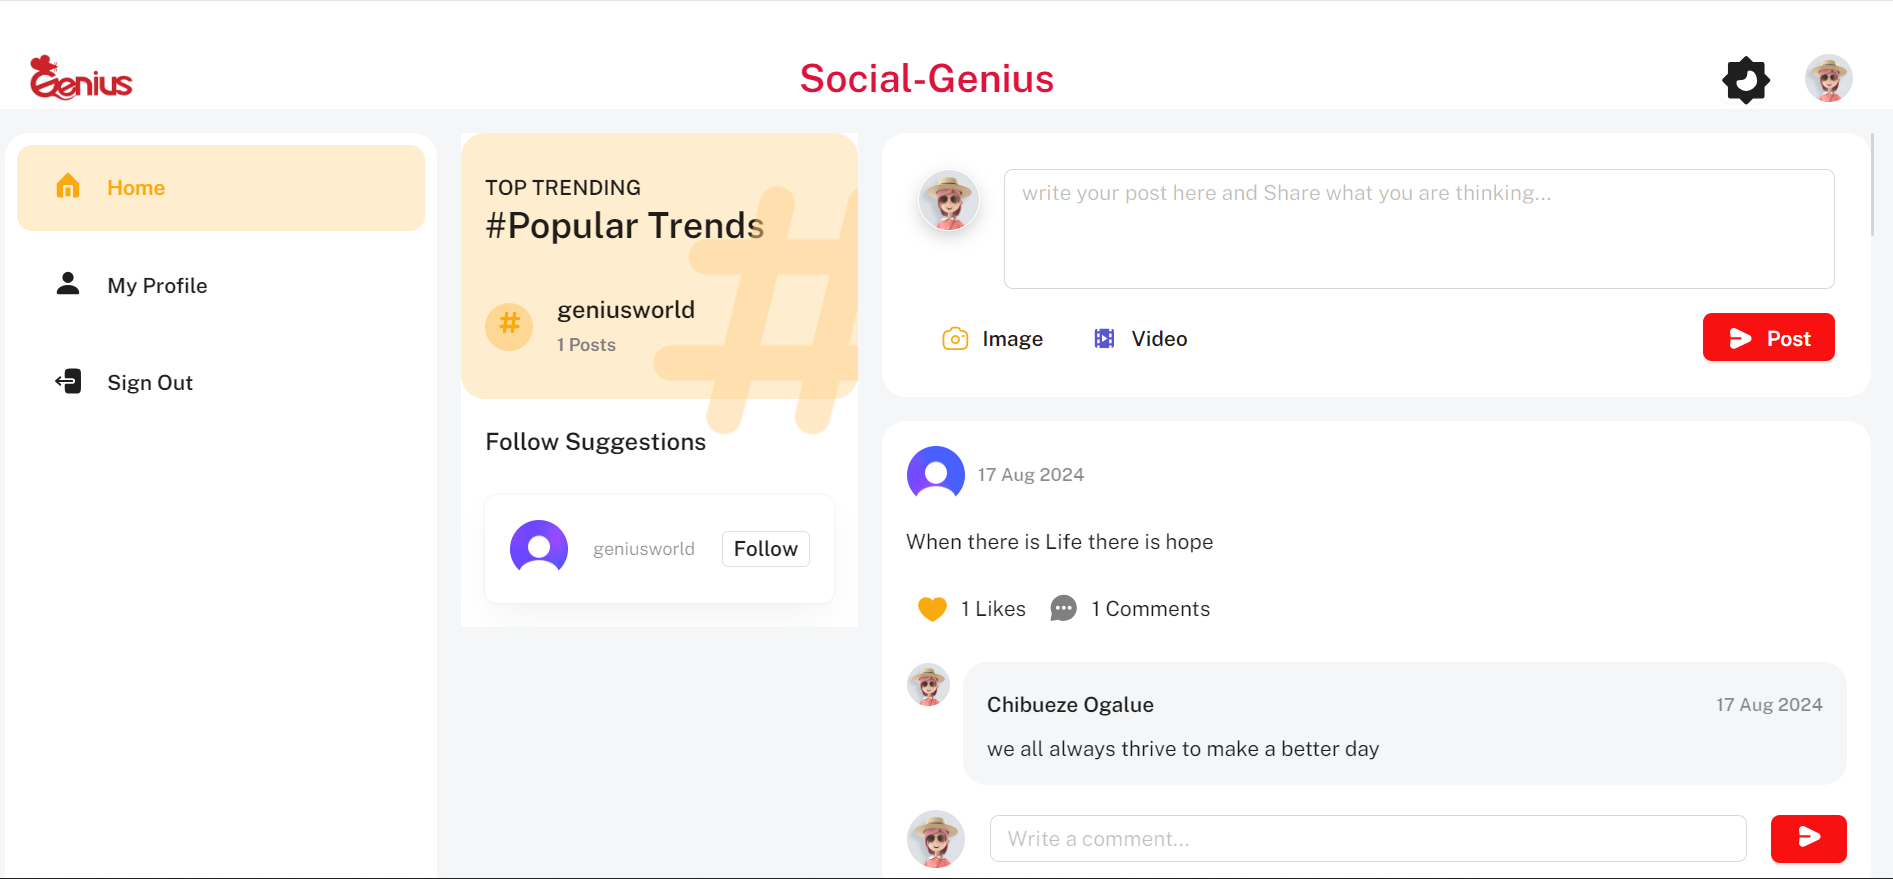 Genius
Social-Genius
Home
My Profile
Sign Out
TOP TRENDING
#Popular Trends
#
geniusworld
1 Posts
Follow Suggestions
geniusworld
Follow
write your post here and Share what you are thinking...
Image
Video
Post
17 Aug 2024
When there is Life there is hope
1 Likes
1 Comments
Chibueze Ogalue
17 Aug 2024
we all always thrive to make a better day
Write a comment...